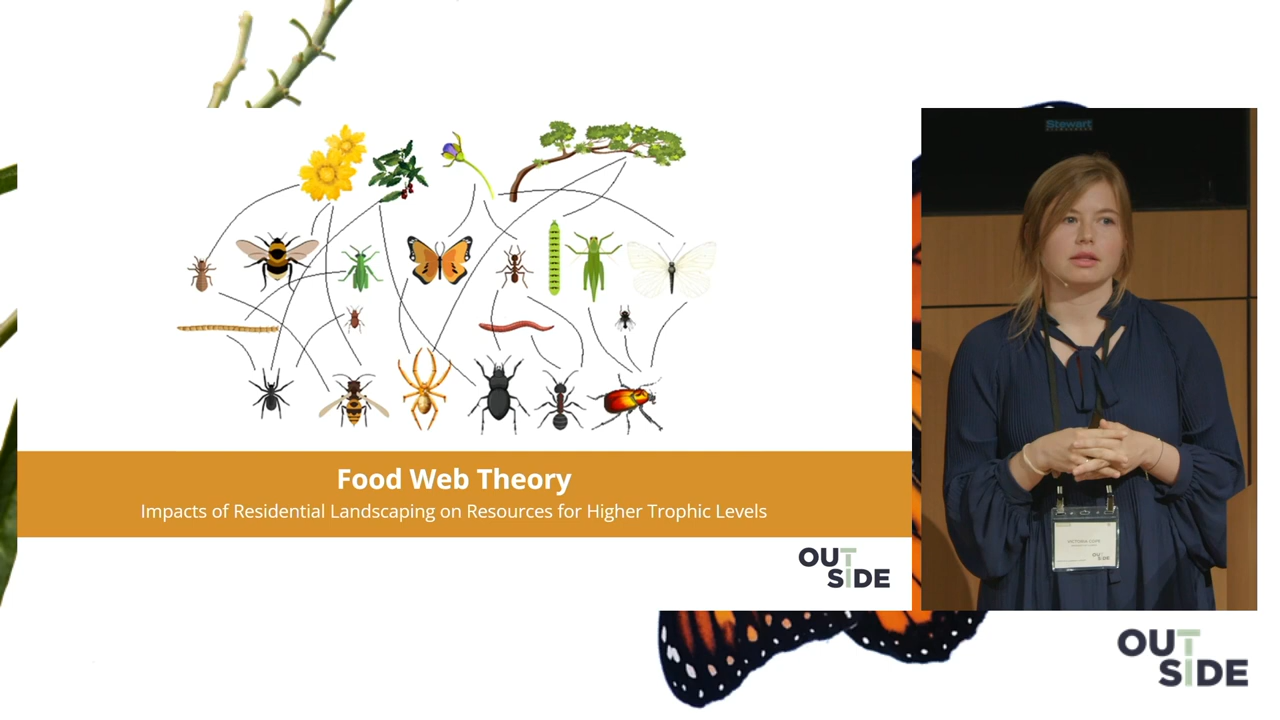 Stewart
Food Web Theory
Impacts of Residential Landscaping on Resources for Higher Trophic Levels
OUT
SIDE
OUT
SIDE